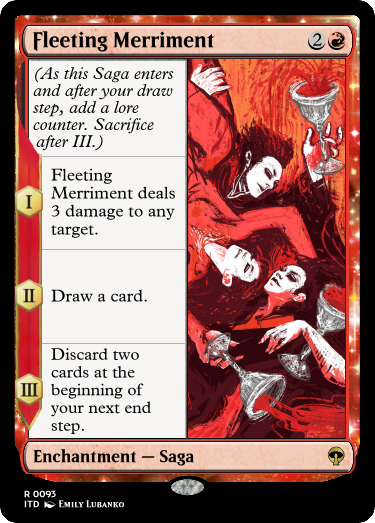 Fleeting Merriment 2
(As this Saga enters
and after your draw
step, add a lore
counter. Sacrifice
after III.)
I
Fleeting
Merriment deals
3 damage to any
target.
II
Draw a card.
III
Discard two
cards at the
beginning of
your next end
step.
Enchantment — Saga
R 0093
ITD Emily Lubanko